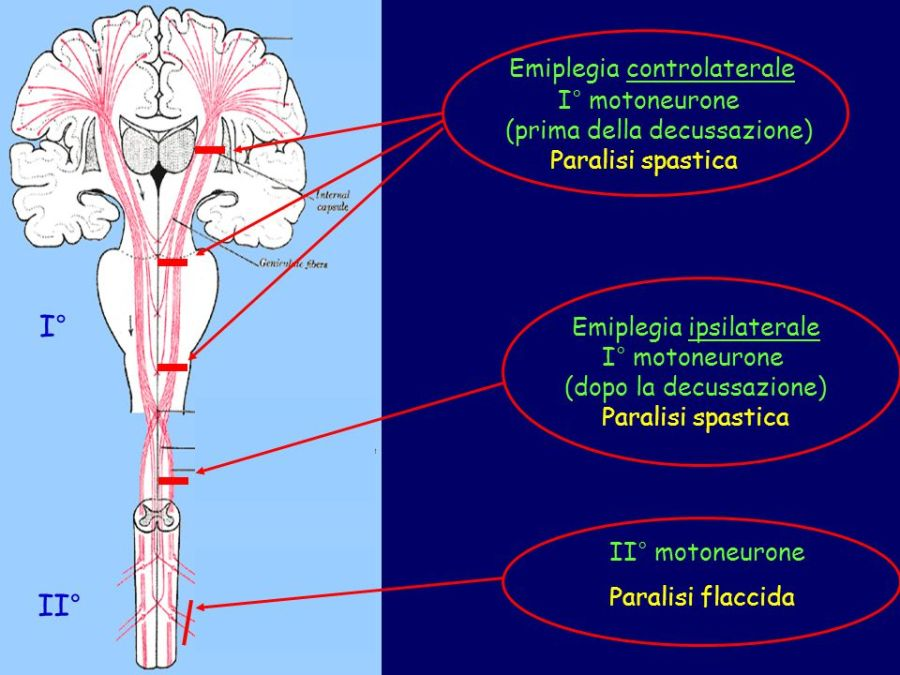 Emiplegia controlaterale
I° motoneurone
(prima della decussazione)
Paralisi spastica
Internal
capsule
Geniculate fibers
I°
Emiplegia ipsilaterale
I° motoneurone
(dopo la decussazione)
Paralisi spastica
II° motoneurone
Paralisi flaccida
II°